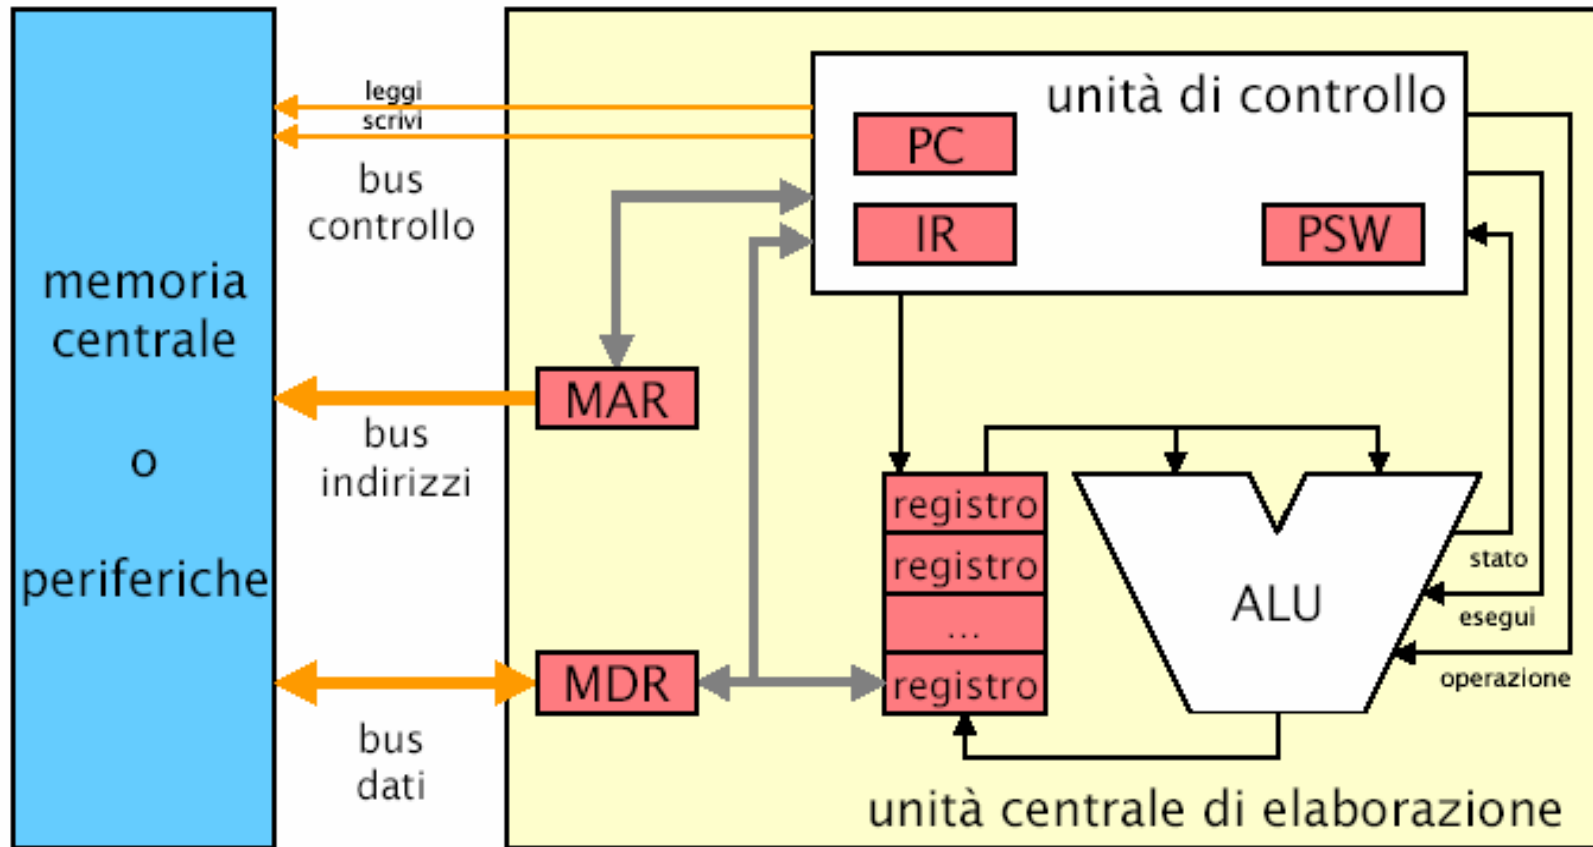 leggi
scrivi
bus
controllo
memoria
centrale
o
periferiche
bus
indirizzi
bus
dati
MAR
MDR
unità di controllo
PC
IR
PSW
registro
registro
...
registro
ALU
stato
esegui
operazione
unità centrale di elaborazione